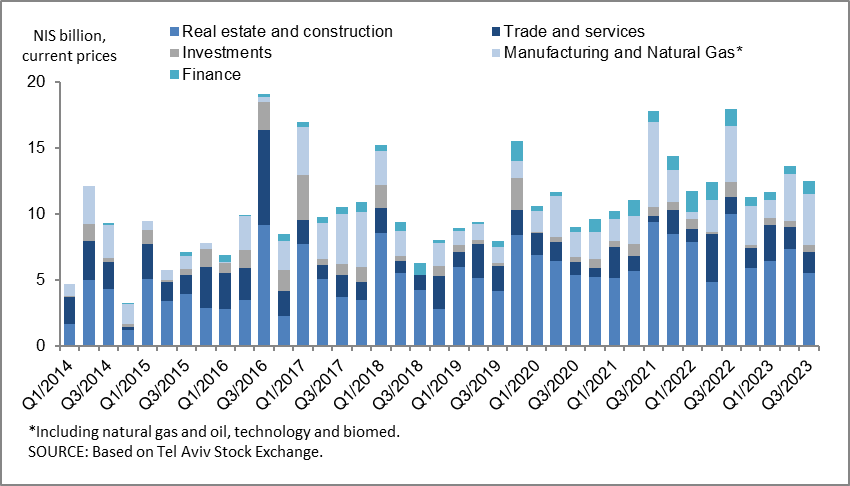 NIS billion,
current prices
Real estate and construction
Trade and services
Investments
Manufacturing and Natural Gas*
Finance
20
15
10
5
0
Q1/2014
Q3/2014
Q1/2015
Q3/2015
Q1/2016
Q3/2016
Q1/2017
Q3/2017
Q1/2018
Q3/2018
Q1/2019
Q3/2019
Q1/2020
Q3/2020
Q1/2021
Q3/2021
Q1/2022
Q3/2022
Q1/2023
Q3/2023
*Including natural gas and oil, technology and biomed.
SOURCE: Based on Tel Aviv Stock Exchange.